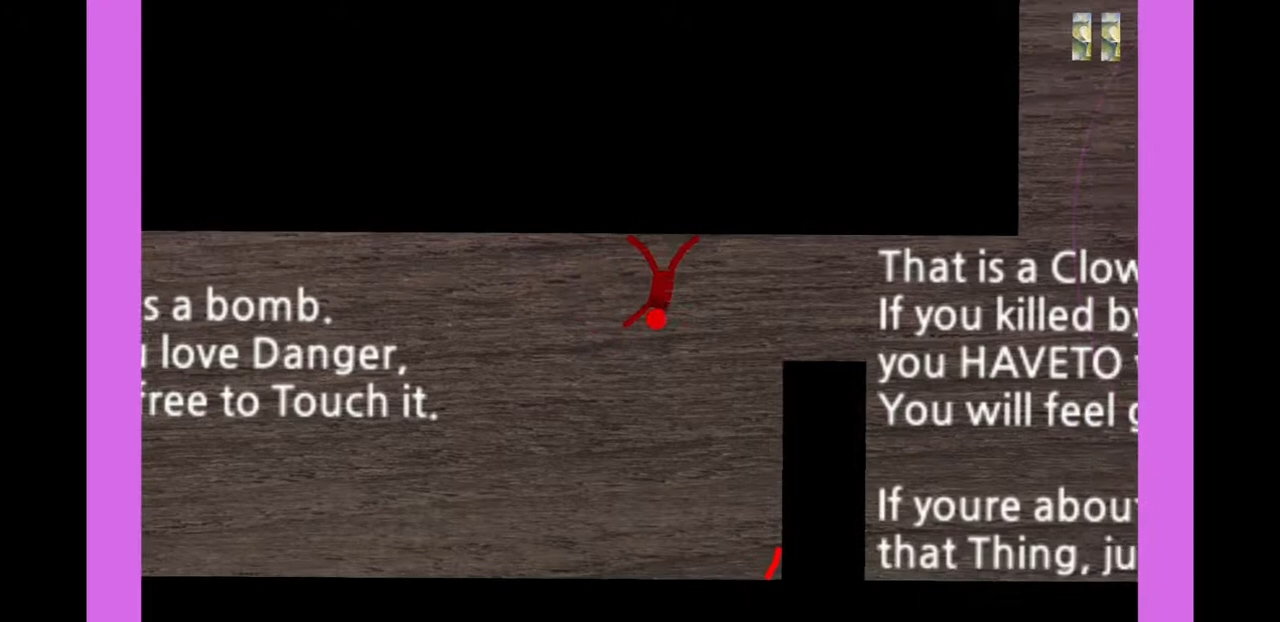 s a bomb.
love Danger,
free to Touch it.
That is a Clow
If you killed by
you HAVETO
You will feel g
If youre abou
that Thing, ju